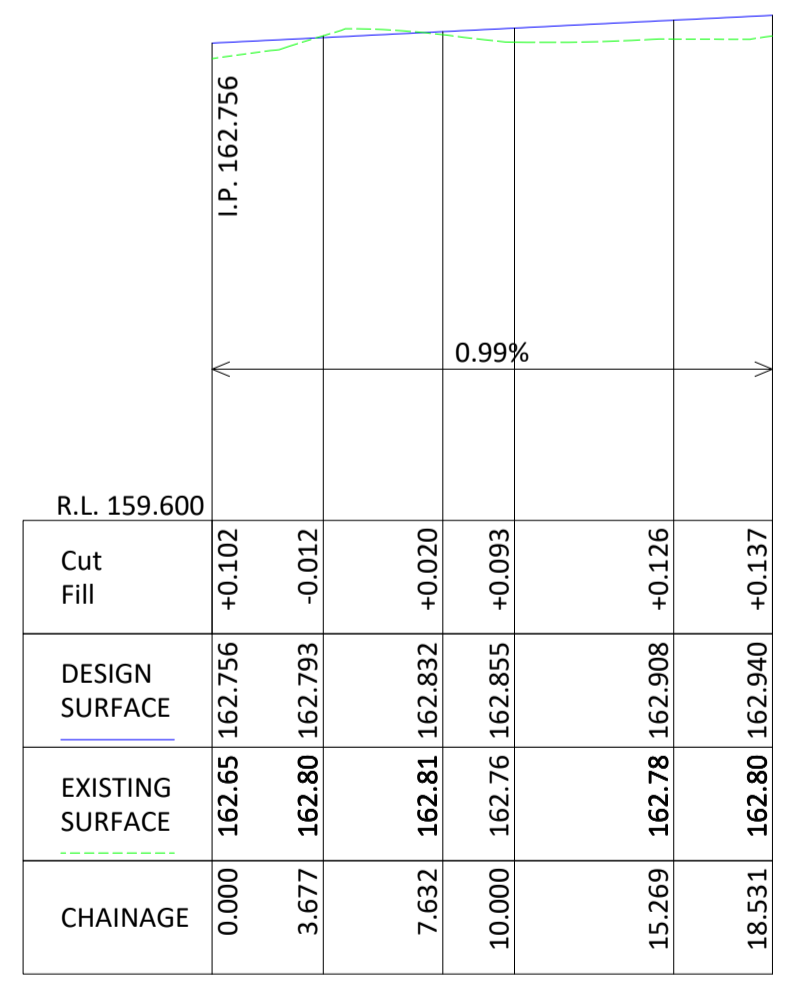 I.P. 162.756
0.99%
R.L. 159.600
Cut
Fill
+0.102
-0.012
+0.020
+0.093
+0.126
+0.137
DESIGN
SURFACE
162.756
162.793
162.832
162.855
162.908
162.940
EXISTING
SURFACE
162.65
162.80
162.81
162.76
162.78
162.80
CHAINAGE
0.000
3.677
7.632
10.000
15.269
18.531